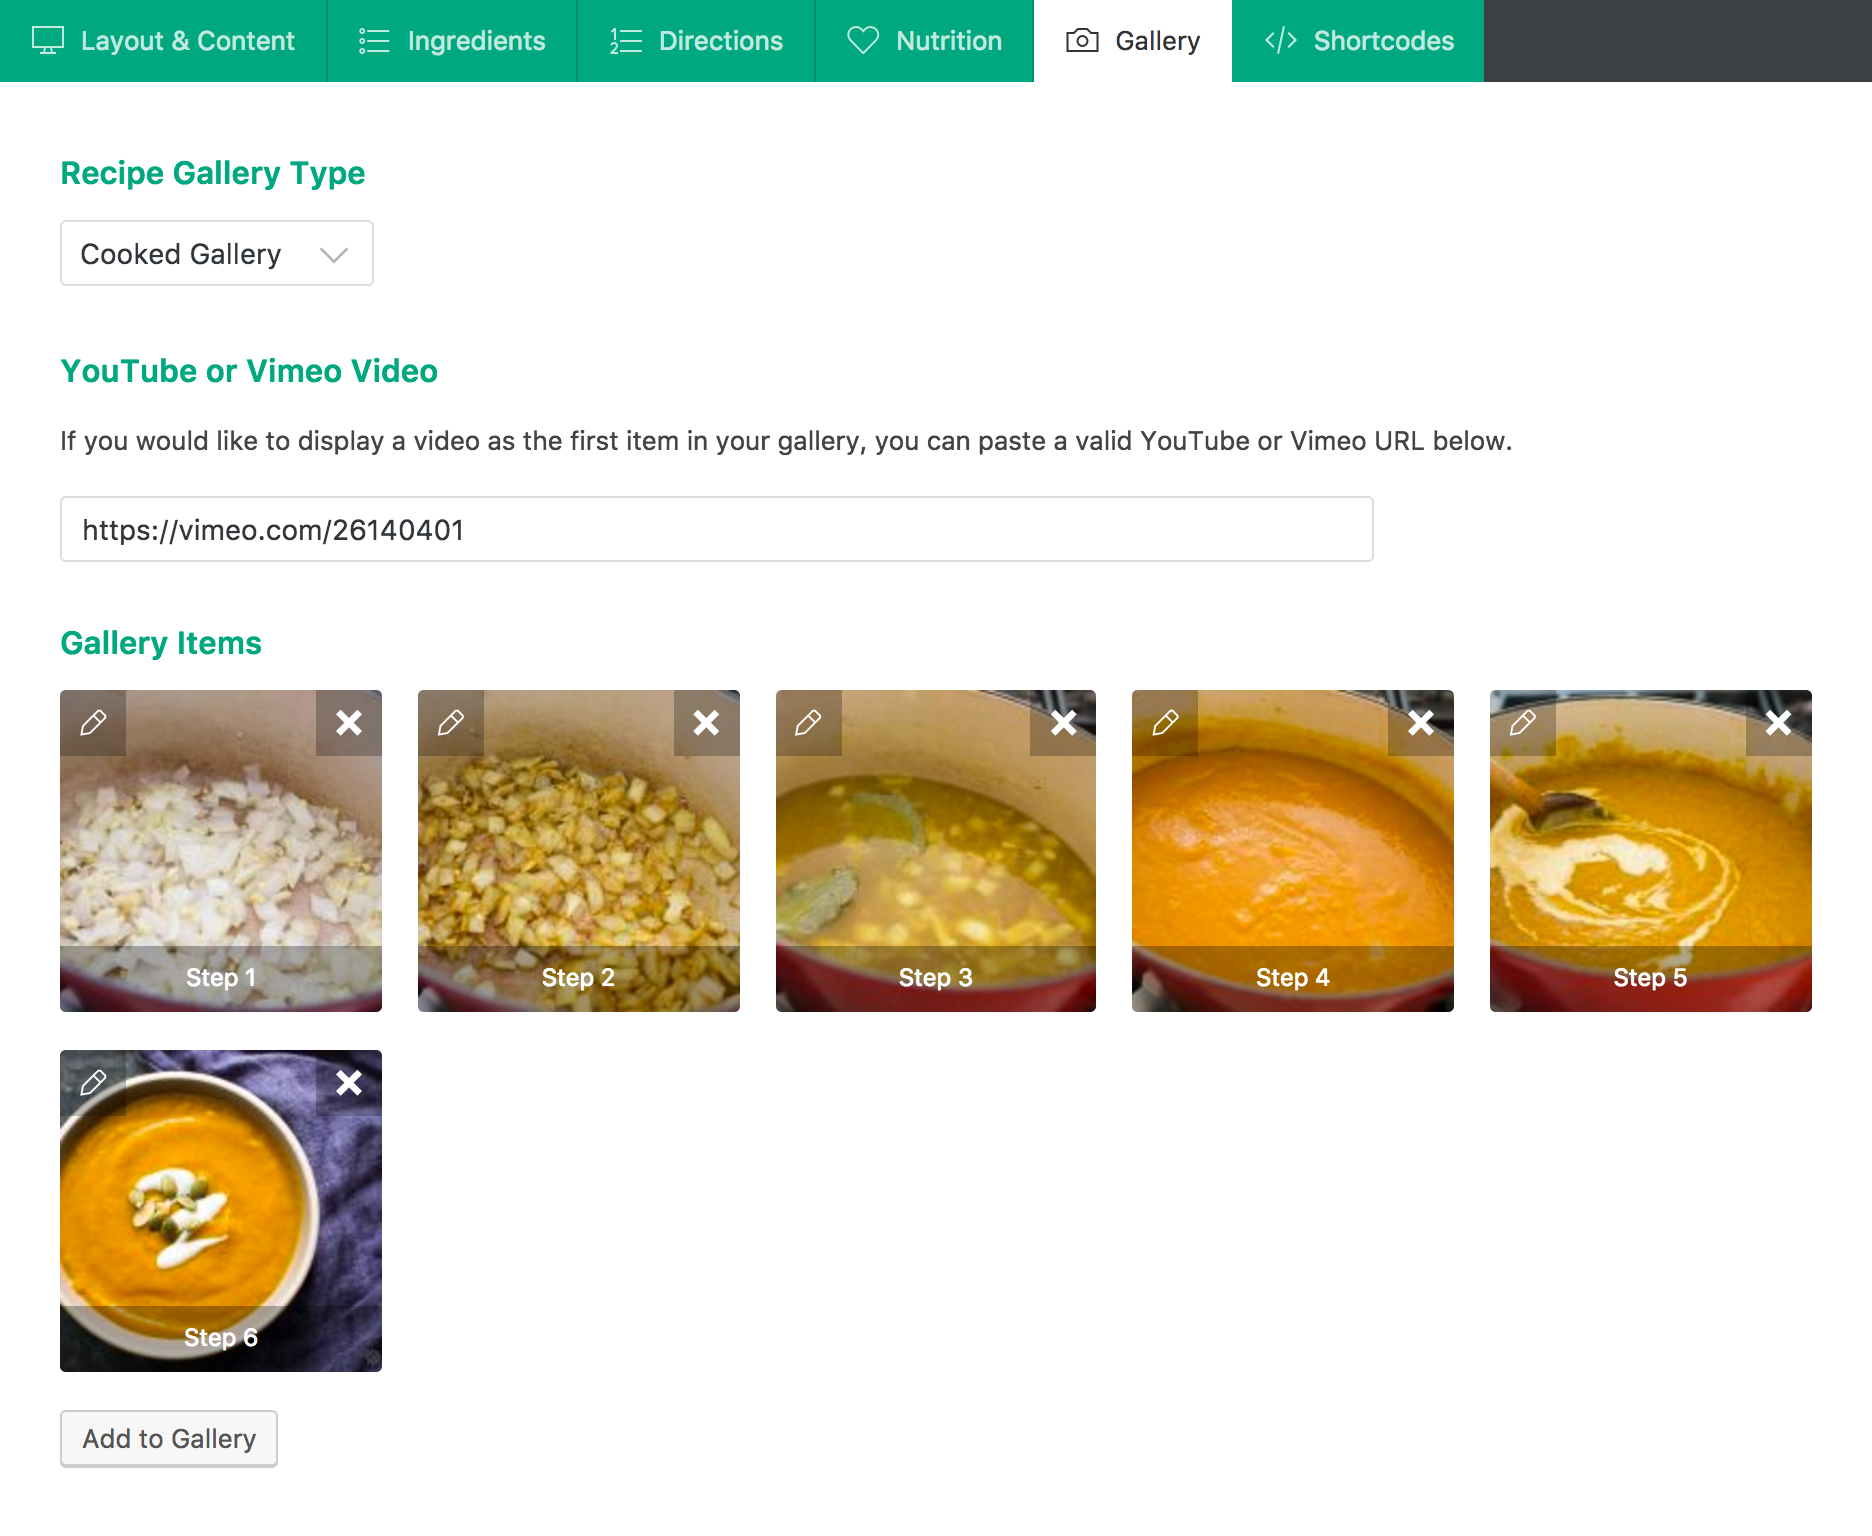 Layout & Content Ingredients Directions Nutrition Gallery Shortcodes
Recipe Gallery Type
Cooked Gallery
YouTube or Vimeo Video
If you would like to display a video as the first item in your gallery, you can paste a valid YouTube or Vimeo URL below.
https://vimeo.com/26140401
Gallery Items
Step 1 Step 2 Step 3 Step 4 Step 5
Step 6
Add to Gallery